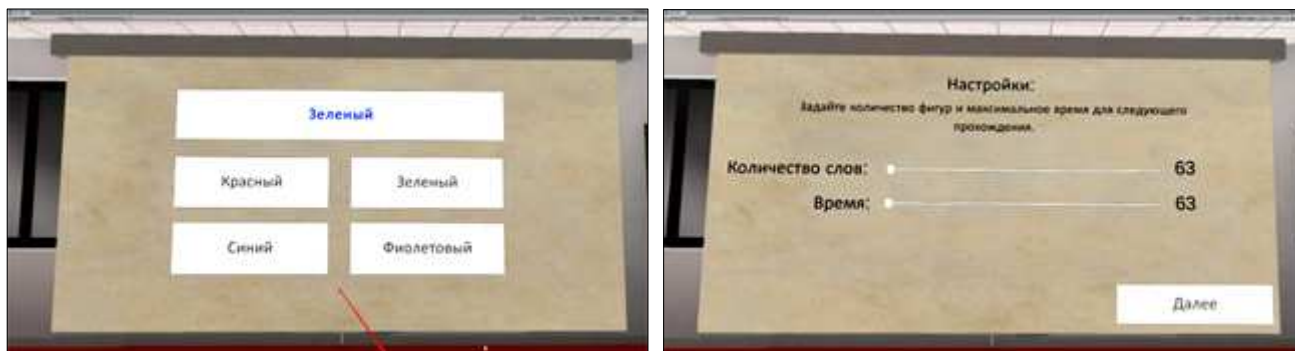 Зеленый
Красный Зеленый
Синий Фиолетовый
Настройки:
Задайте количество фигур и максимальное время для следующего
прохождения.
Количество слов: 63
Время: 63
Далее